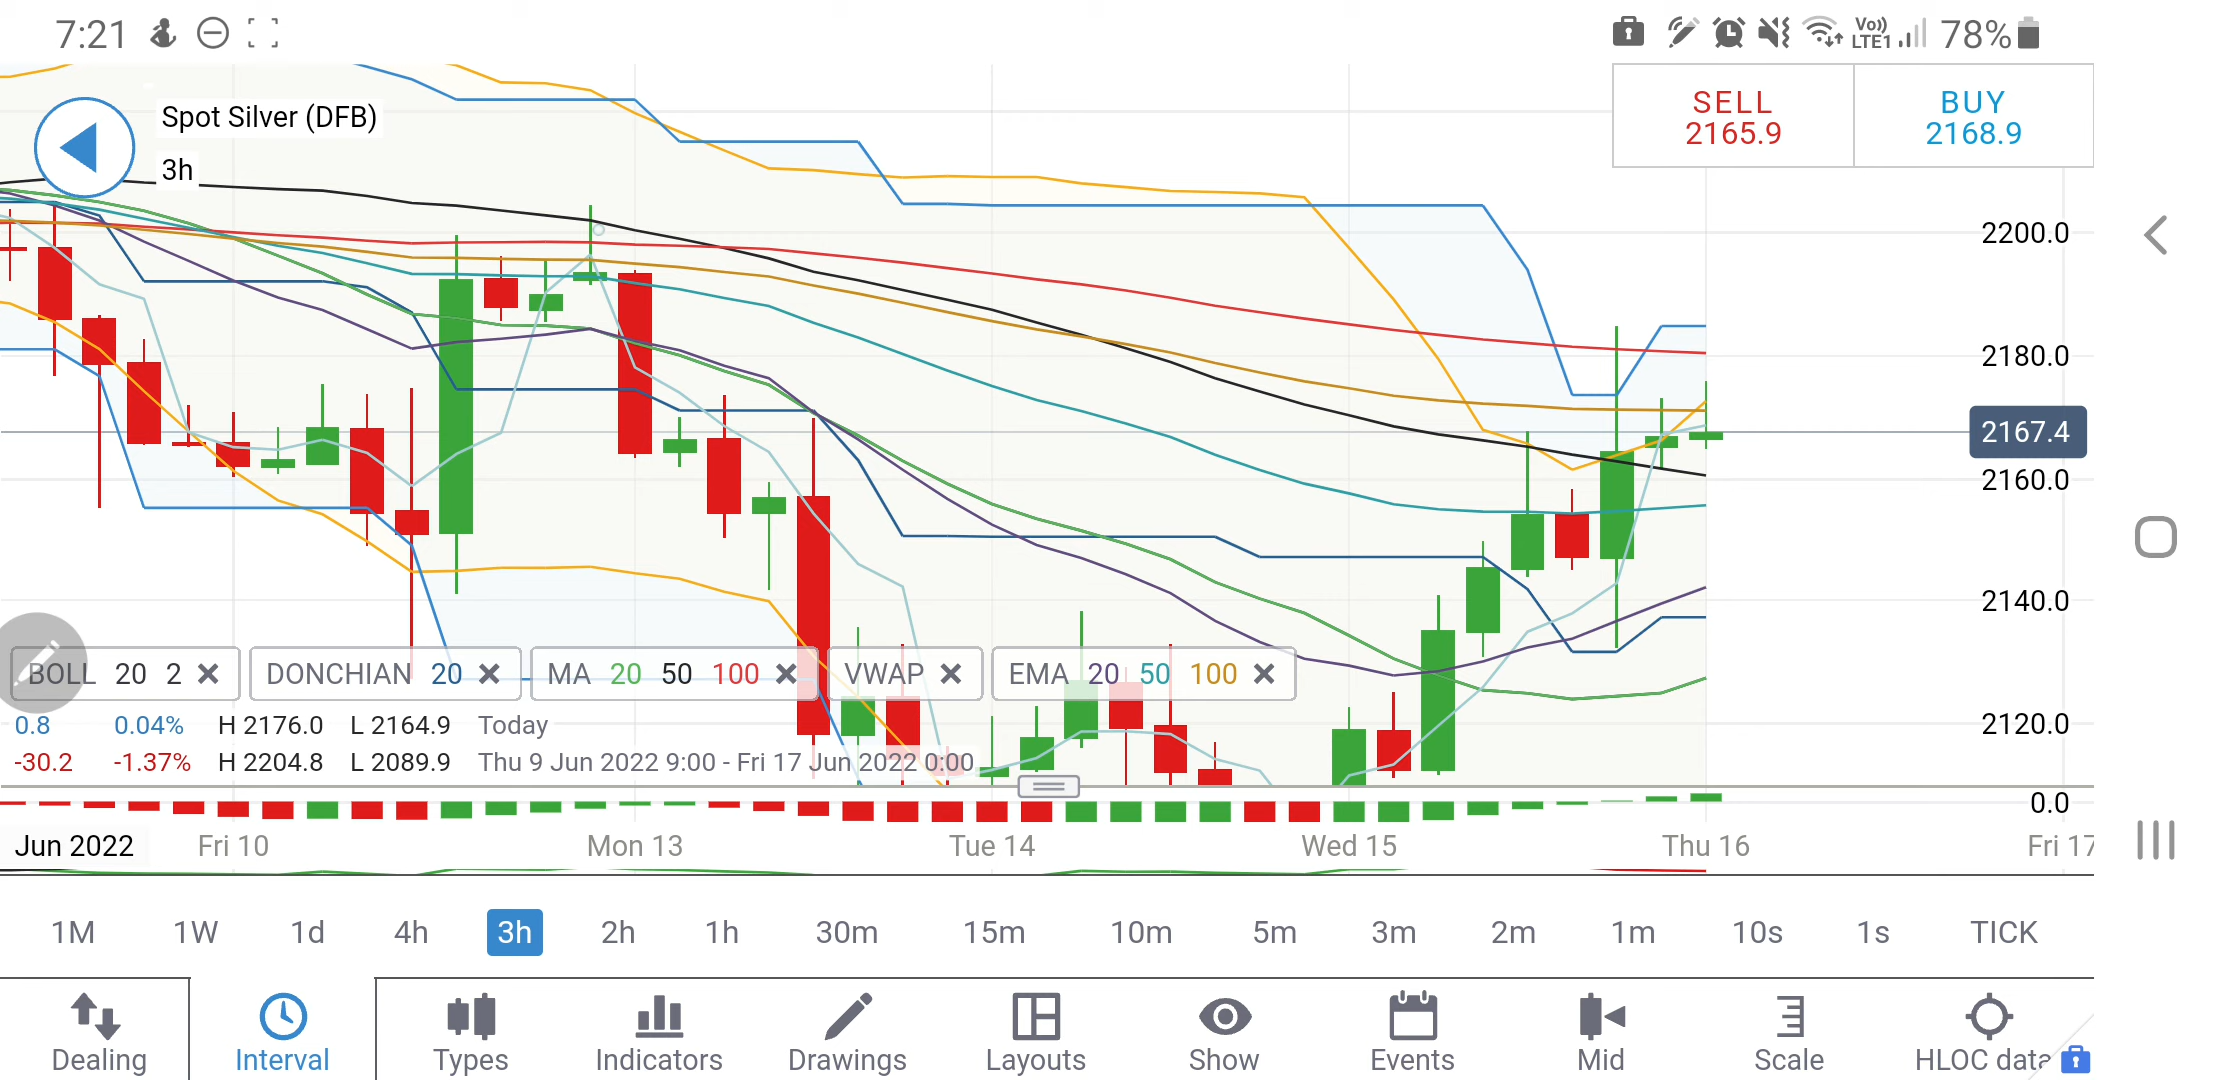 7:21 Vo)) LTE1 78%
Spot Silver (DFB)
3h
SELL BUY
2165.9 2168.9
2200.0
2180.0
2167.4
2160.0
2140.0
2120.0
BOLL 20 2 DONCHIAN 20 MA 20 50 100 VWAP EMA 20 50 100
0.8 0.04% H 2176.0 L 2164.9 Today
-30.2 -1.37% H 2204.8 L 2089.9 Thu 9 Jun 2022 9:00 - Fri 17 Jun 2022 0:00
0.0
Jun 2022 Fri 10 Mon 13 Tue 14 Wed 15 Thu 16 Fri 17
1M 1W 1d 4h 3h 2h 1h 30m 15m 10m 5m 3m 2m 1m 10s 1s TICK
Dealing Interval Types Indicators Drawings Layouts Show Events Mid Scale HLOC data